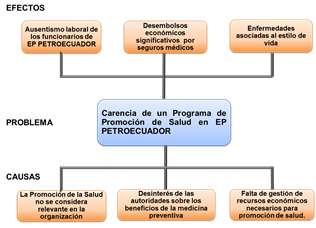 EFECTOS
Ausentismo laboral de
los funcionarios de
EP PETROECUADOR
Desembolsos
económicos
significativos por
seguros médicos
Enfermedades
asociadas al estilo de
vida
PROBLEMA
Carencia de un Programa de
Promoción de Salud en EP
PETROECUADOR
CAUSAS
La Promoción de la Salud
no se considera
relevante en la
organización
Desinterés de las
autoridades sobre los
beneficios de la medicina
preventiva
Falta de gestión de
recursos económicos
necesarios para
promoción de salud.